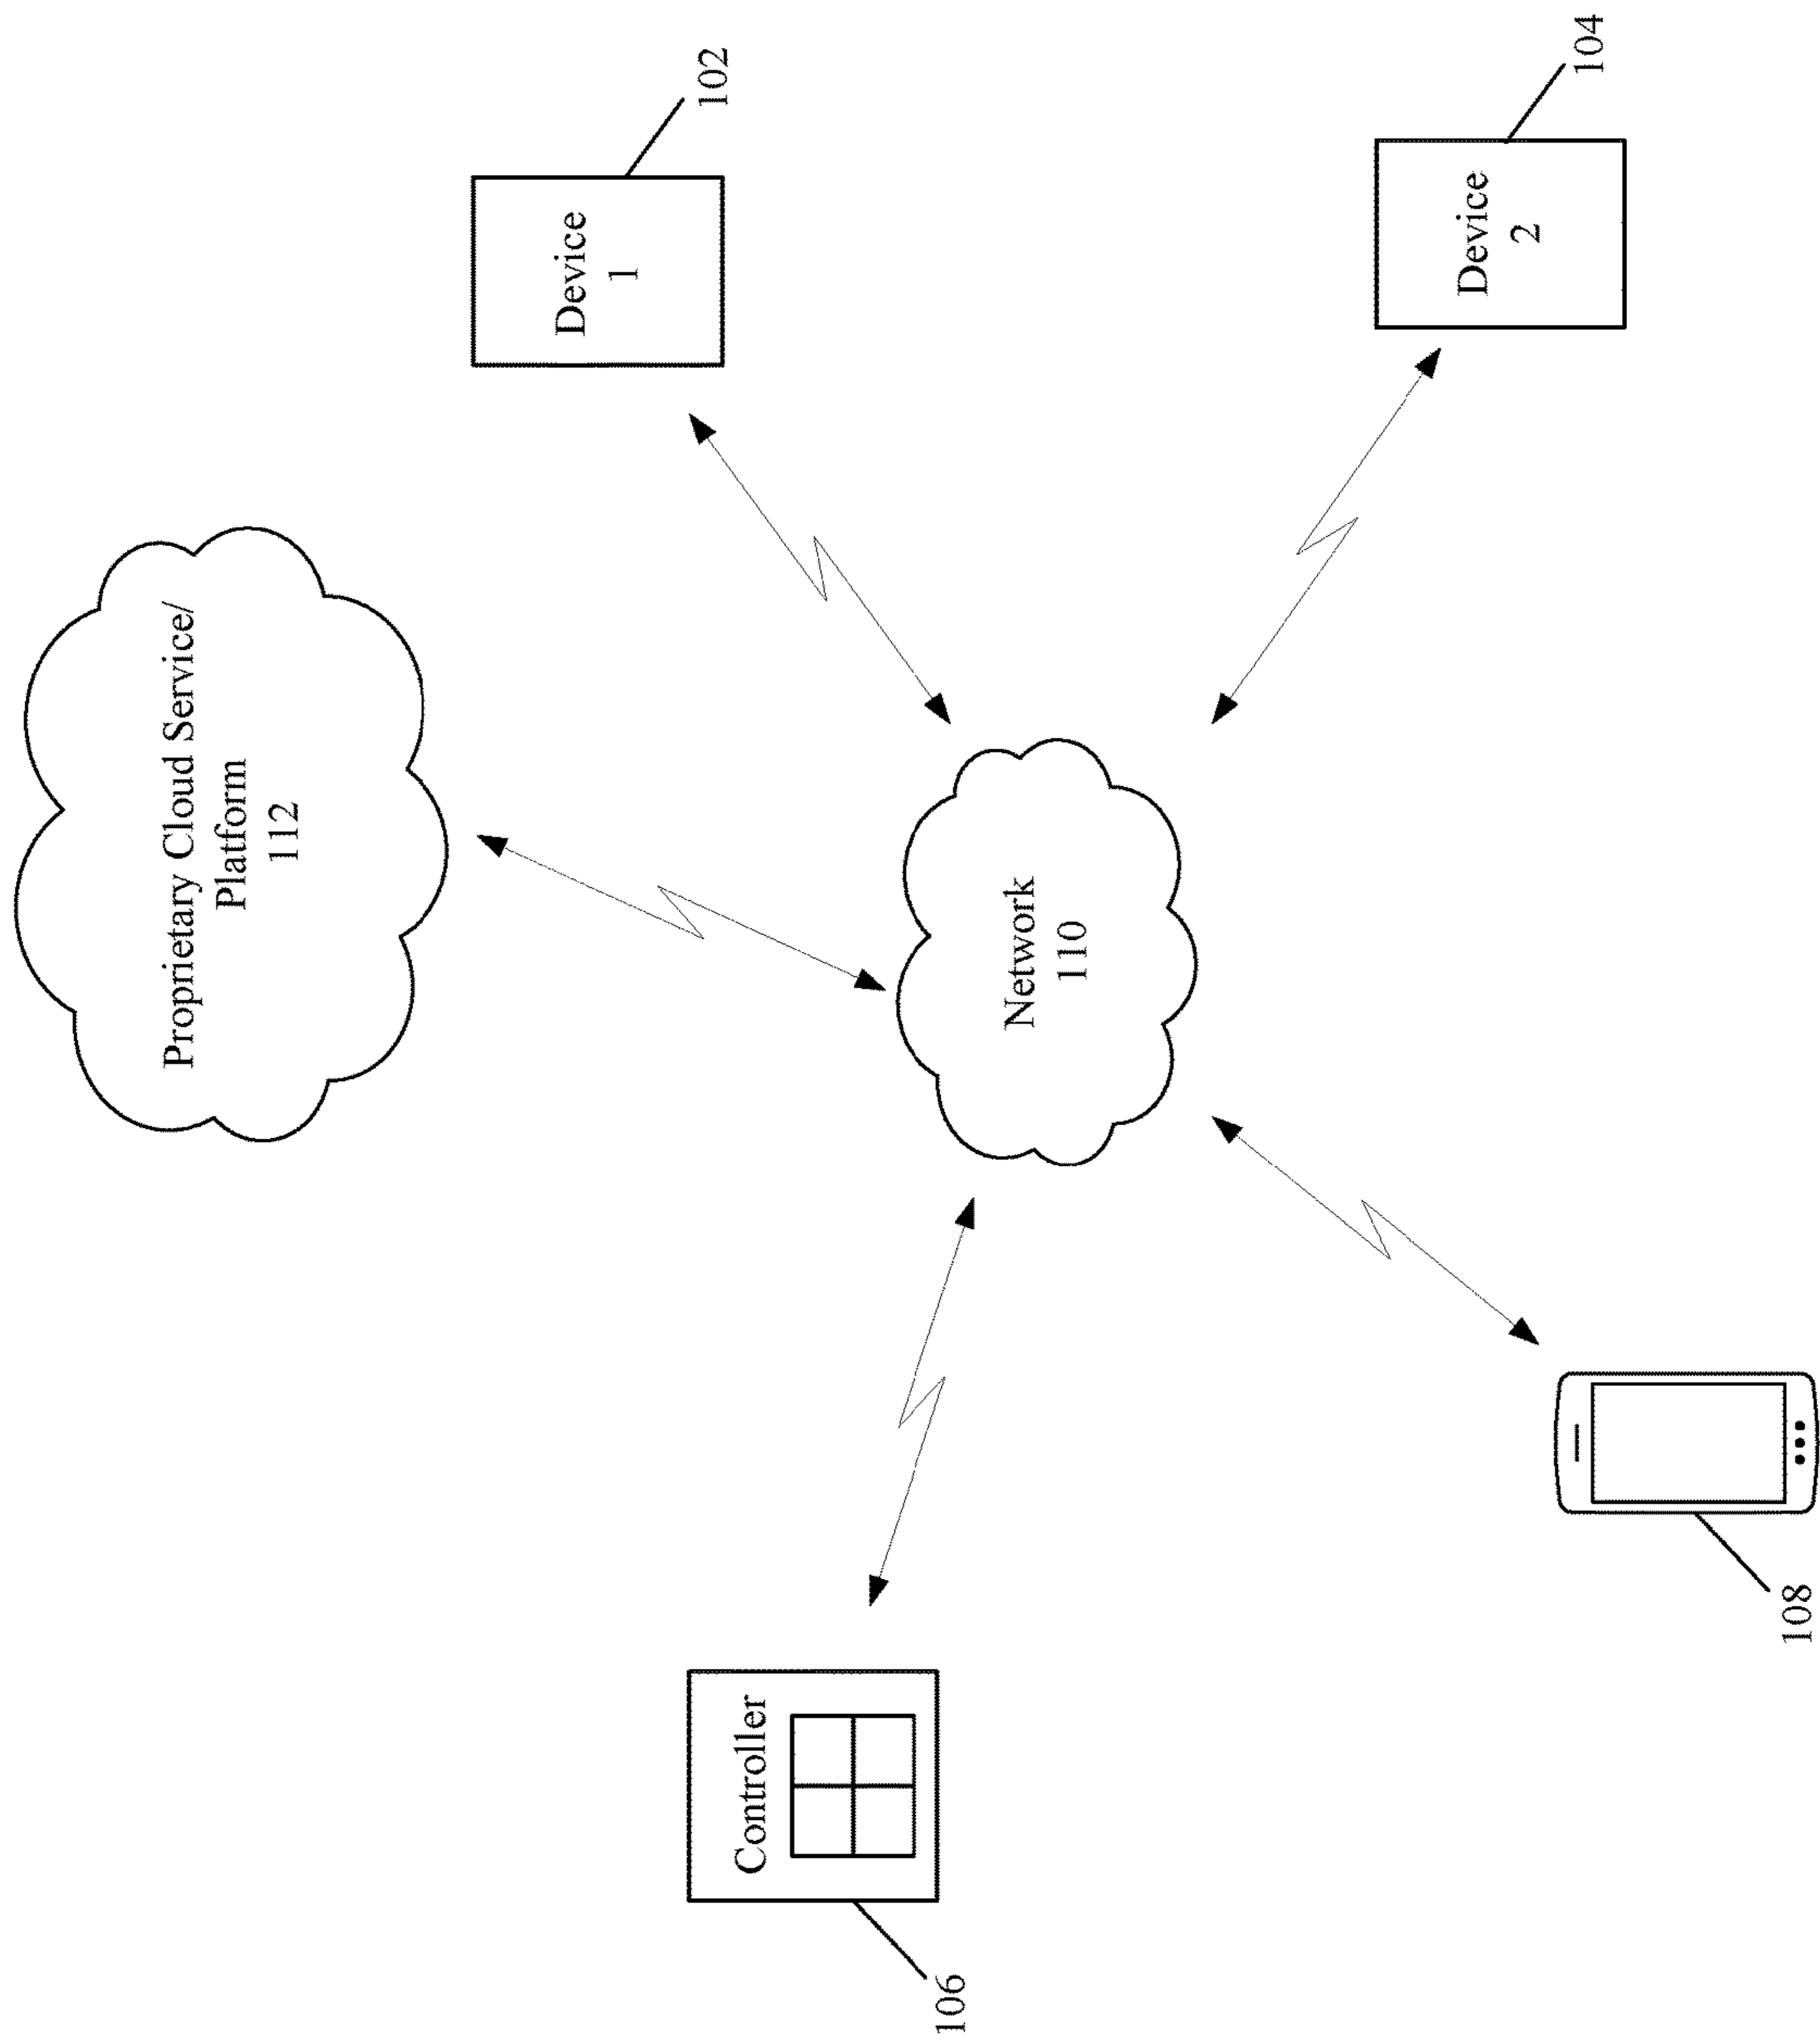 Proprietary Cloud Service/
Platform
112
Device
1
102
Controller
106
Network
110
Device
2
104
108